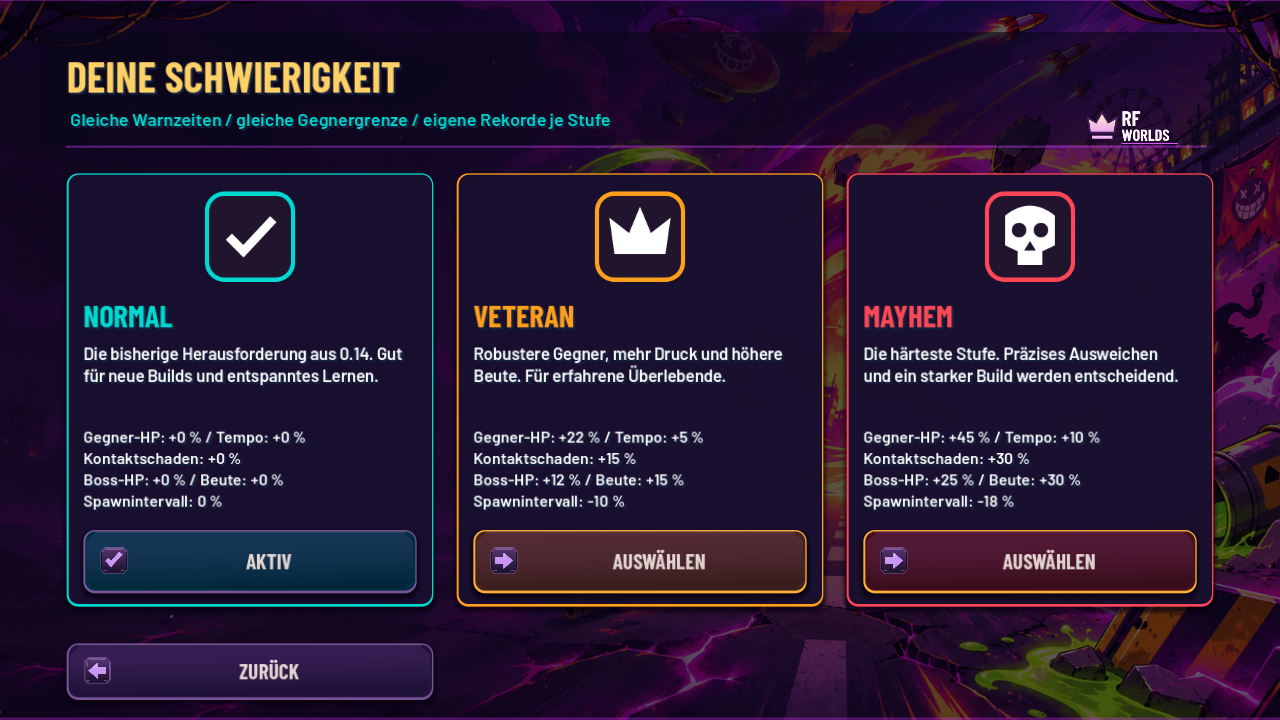 DEINE SCHWIERIGKEIT
Gleiche Warnzeiten / gleiche Gegnergrenze / eigene Rekorde je Stufe
RF
WORLDS
NORMAL
Die bisherige Herausforderung aus 0.14. Gut
für neue Builds und entspanntes Lernen.
Gegner-HP: +0 % / Tempo: +0 %
Kontaktschaden: +0 %
Boss-HP: +0 % / Beute: +0 %
Spawnintervall: 0 %
AKTIV
VETERAN
Robustere Gegner, mehr Druck und höhere
Beute. Für erfahrene Überlebende.
Gegner-HP: +22 % / Tempo: +5 %
Kontaktschaden: +15 %
Boss-HP: +12 % / Beute: +15 %
Spawnintervall: -10 %
AUSWÄHLEN
MAYHEM
Die härteste Stufe. Präzises Ausweichen
und ein starker Build werden entscheidend.
Gegner-HP: +45 % / Tempo: +10 %
Kontaktschaden: +30 %
Boss-HP: +25 % / Beute: +30 %
Spawnintervall: -18 %
AUSWÄHLEN
ZURÜCK